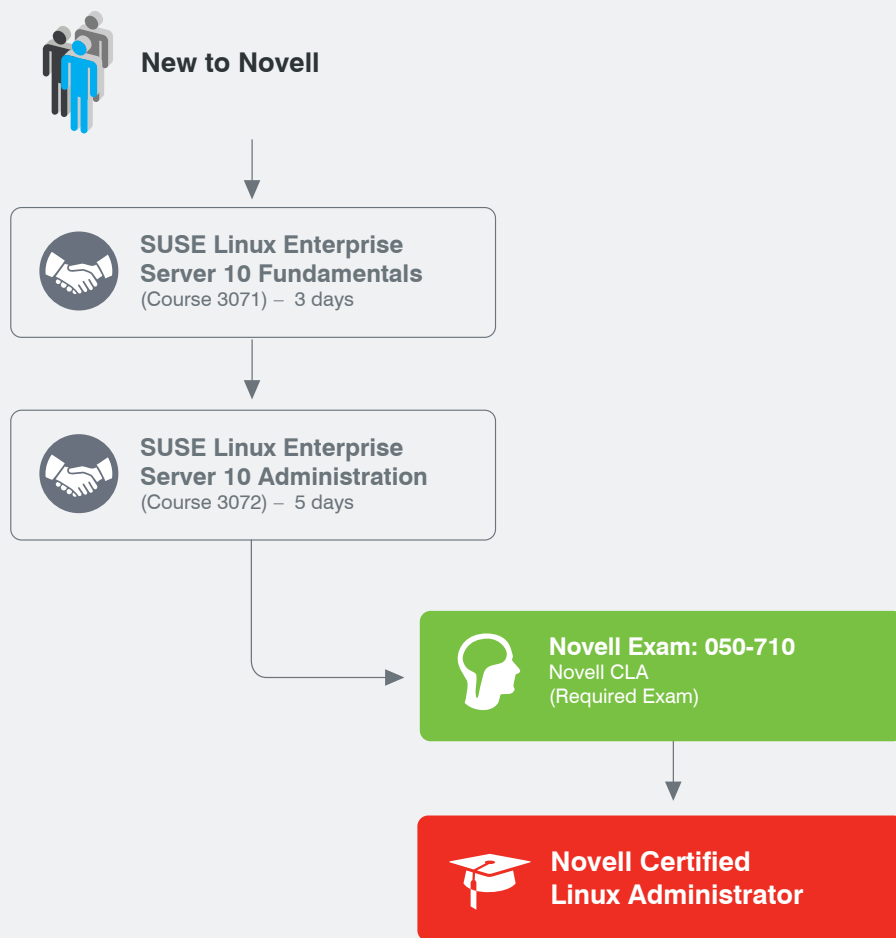 New to Novell
SUSE Linux Enterprise
Server 10 Fundamentals
(Course 3071) – 3 days
SUSE Linux Enterprise
Server 10 Administration
(Course 3072) – 5 days
Novell Exam: 050-710
Novell CLA
(Required Exam)
Novell Certified
Linux Administrator